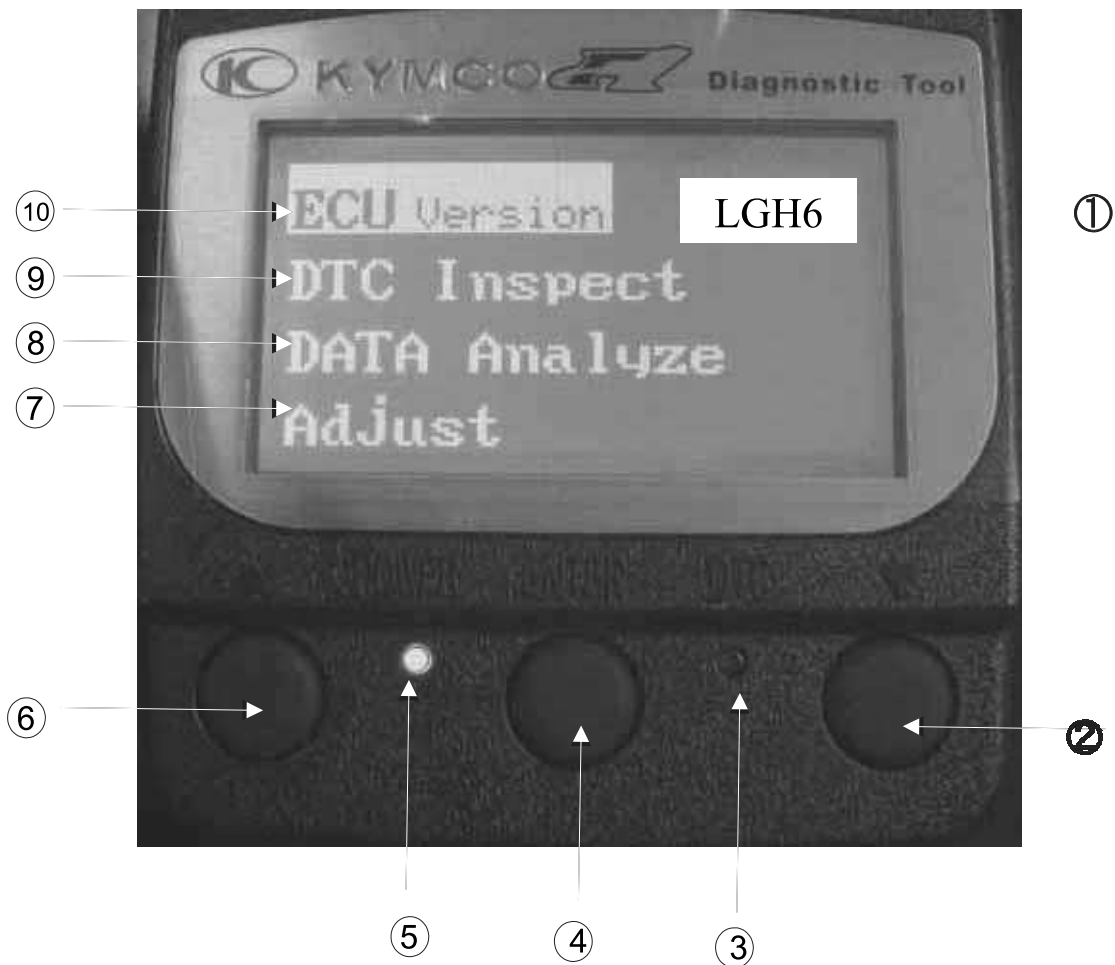 KYMCO Diagnostic Tool
⑩ ECU Version LGH6 ①
⑨ DTC Inspect
⑧ DATA Analyze
⑦ Adjust
⑥ ②
⑤ ④ ③